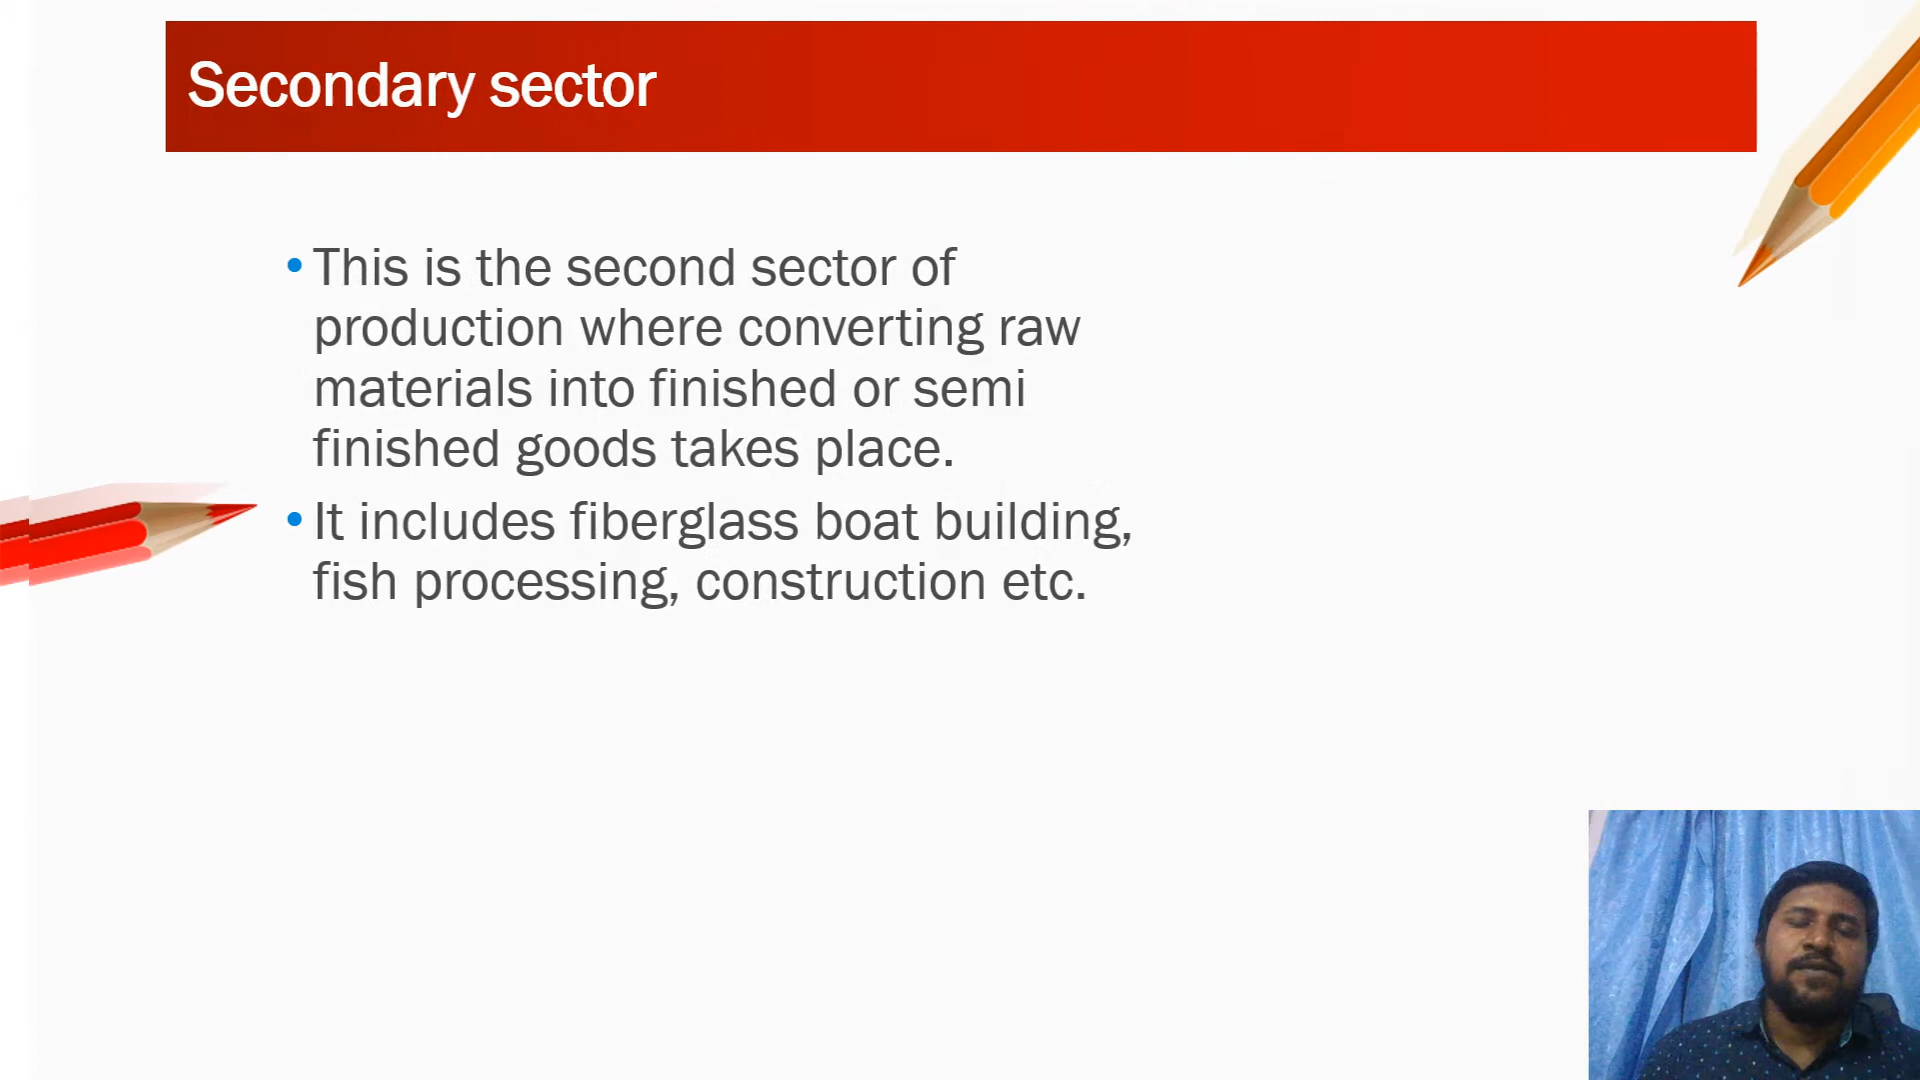 Secondary sector
• This is the second sector of
production where converting raw
materials into finished or semi
finished goods takes place.
• It includes fiberglass boat building,
fish processing, construction etc.